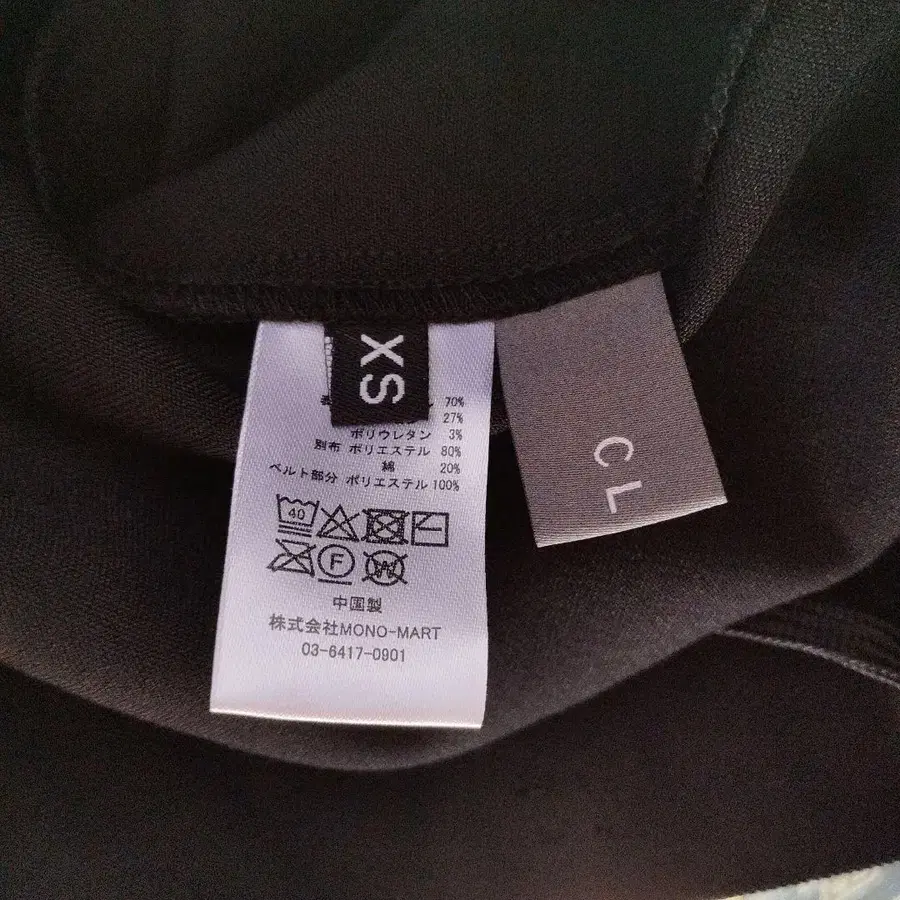 XS
70%
27%
ポリウレタン 3%
別布 ポリエステル 80%
綿 20%
ベルト部分 ポリエステル 100%
40
F
W
中国製
株式会社MONO-MART
03-6417-0901
CL